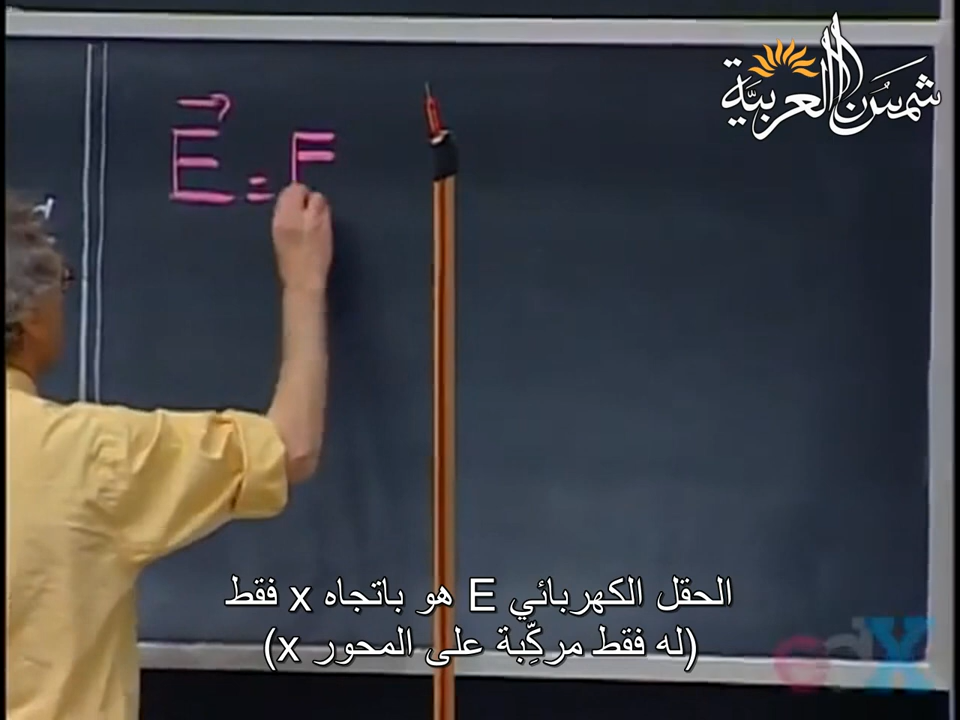 شمس العربية
E⃗ = E
الحقل الكهربائي E هو باتجاه x فقط
(له فقط مركِّبة على المحور x)
edX